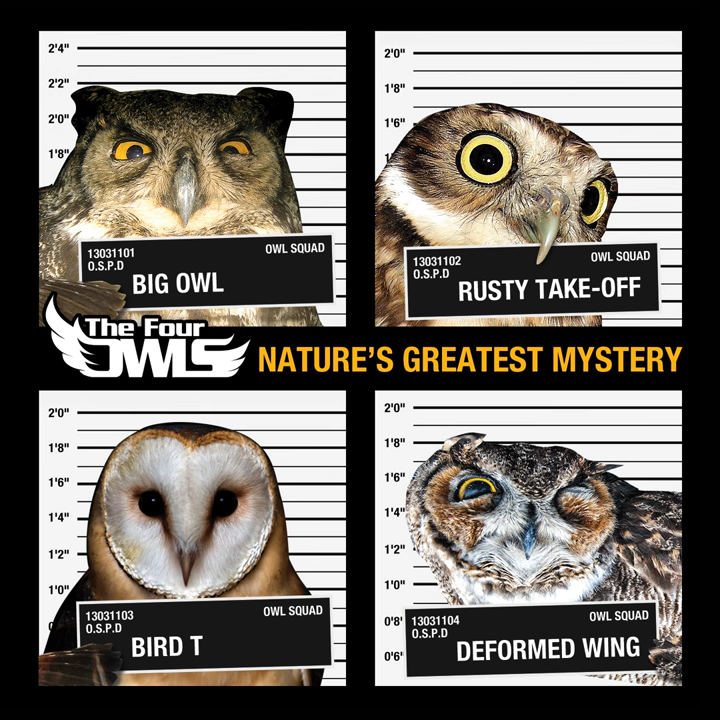 2'4"
2'2"
2'0"
1'8"
13031101
O.S.P.D
OWL SQUAD
BIG OWL
2'0"
1'8"
1'6"
13031102
O.S.P.D
OWL SQUAD
RUSTY TAKE-OFF
The Four
OWLS
NATURE'S GREATEST MYSTERY
2'0"
1'8"
1'6"
1'4"
1'2"
1'0"
13031103
O.S.P.D
OWL SQUAD
BIRD T
2'0"
1'8"
1'6"
1'4"
1'2"
1'0"
0'8"
0'6"
13031104
O.S.P.D
OWL SQUAD
DEFORMED WING